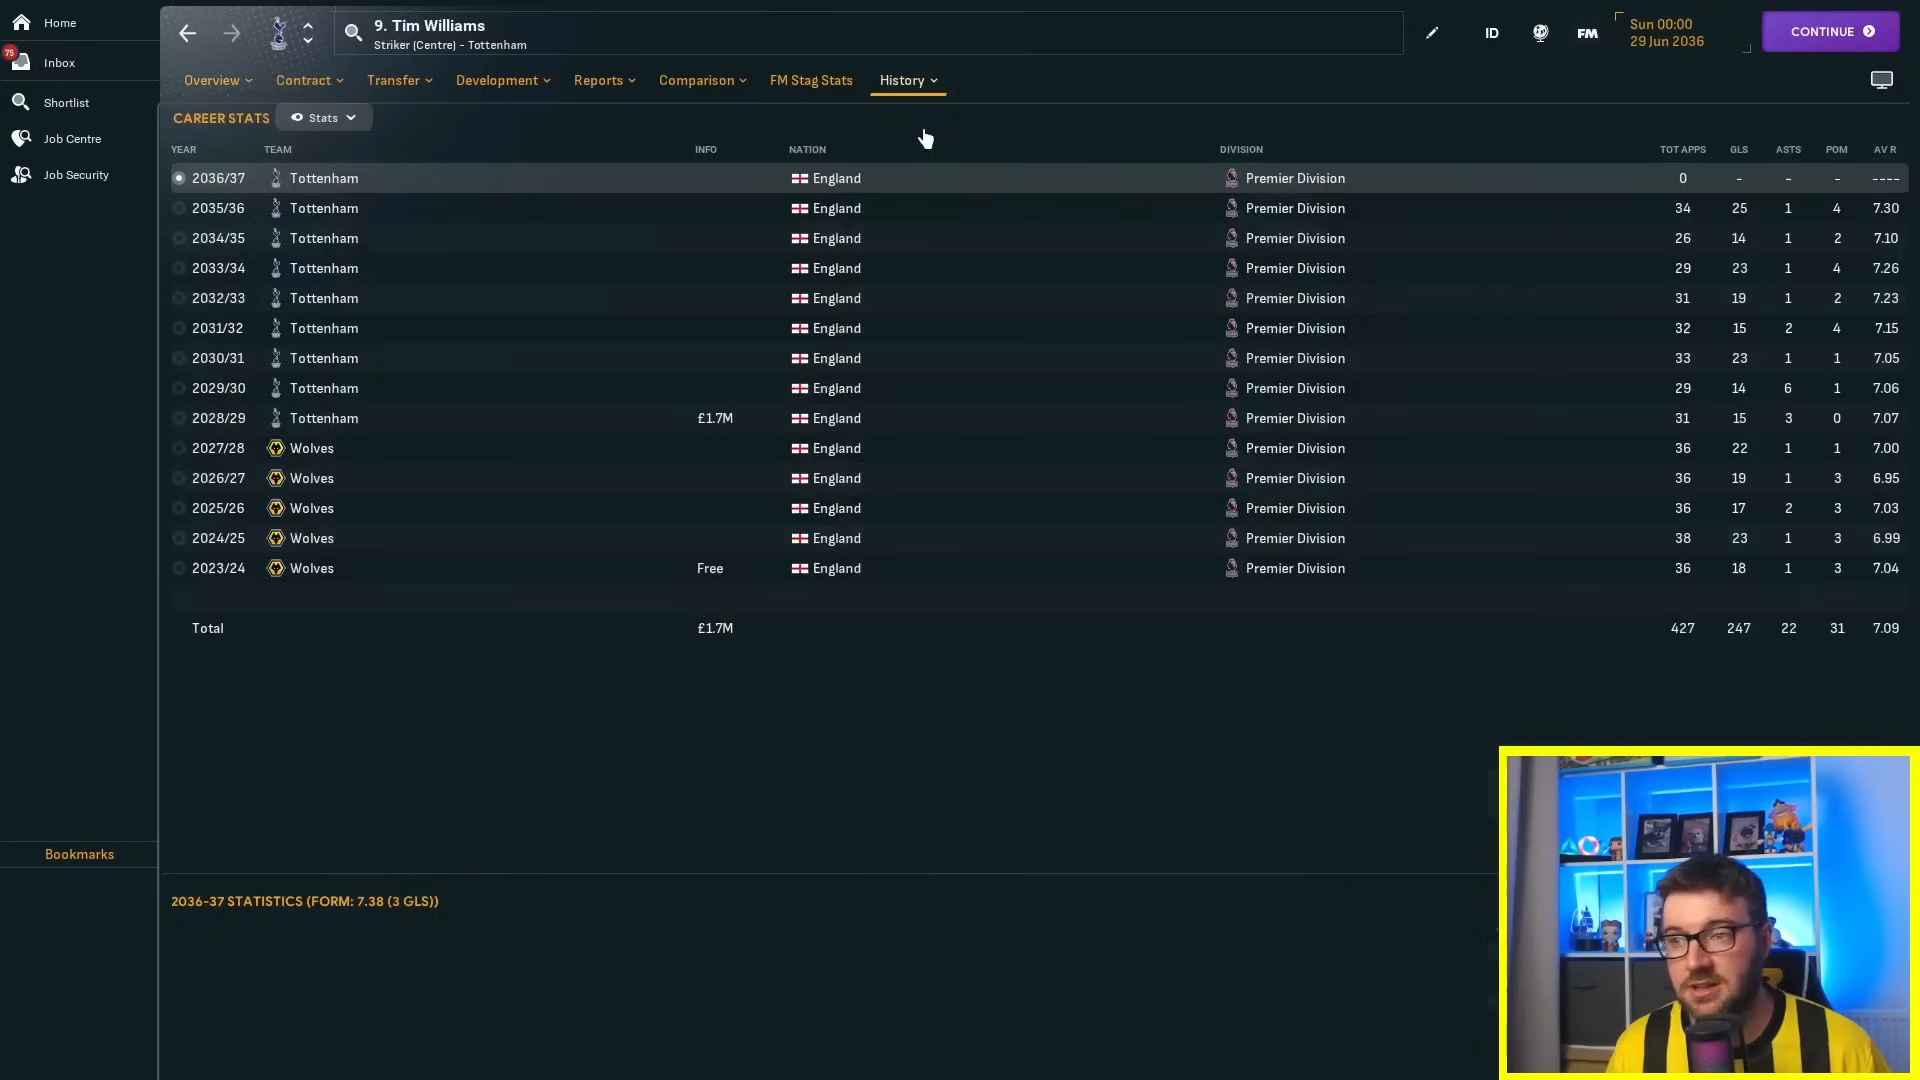 Home
75
Inbox
Shortlist
Job Centre
Job Security
Bookmarks
9. Tim Williams
Striker (Centre) - Tottenham
ID
FM
Sun 00:00
29 Jun 2036
CONTINUE
Overview Contract Transfer Development Reports Comparison FM Stag Stats History
CAREER STATS Stats
YEAR TEAM INFO NATION DIVISION TOT APPS GLS ASTS POM AV R
2036/37 Tottenham England Premier Division 0 - - - ----
2035/36 Tottenham England Premier Division 34 25 1 4 7.30
2034/35 Tottenham England Premier Division 26 14 1 2 7.10
2033/34 Tottenham England Premier Division 29 23 1 4 7.26
2032/33 Tottenham England Premier Division 31 19 1 2 7.23
2031/32 Tottenham England Premier Division 32 15 2 4 7.15
2030/31 Tottenham England Premier Division 33 23 1 1 7.05
2029/30 Tottenham England Premier Division 29 14 6 1 7.06
2028/29 Tottenham £1.7M England Premier Division 31 15 3 0 7.07
2027/28 Wolves England Premier Division 36 22 1 1 7.00
2026/27 Wolves England Premier Division 36 19 1 3 6.95
2025/26 Wolves England Premier Division 36 17 2 3 7.03
2024/25 Wolves England Premier Division 38 23 1 3 6.99
2023/24 Wolves Free England Premier Division 36 18 1 3 7.04
Total £1.7M 427 247 22 31 7.09
2036-37 STATISTICS (FORM: 7.38 (3 GLS))